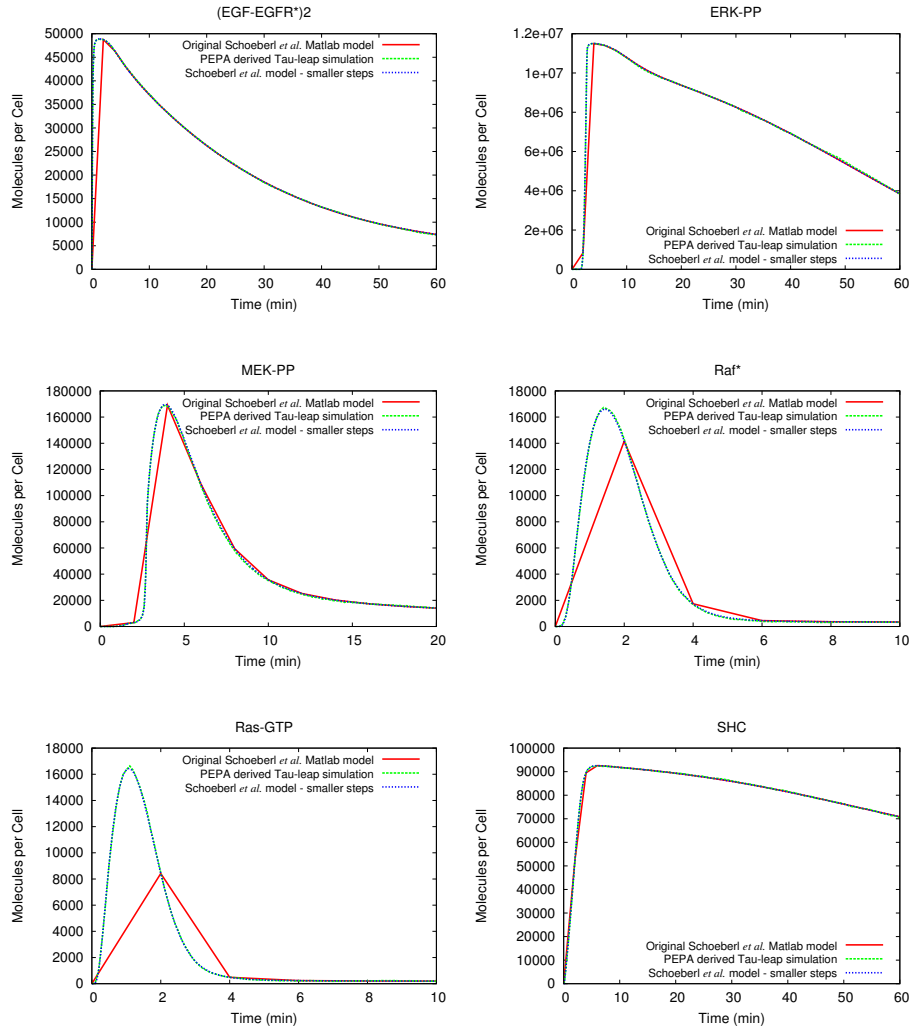 (EGF-EGFR*)2
50000
45000
40000
35000
30000
25000
20000
15000
10000
5000
0
Molecules per Cell
Original Schoeberl et al. Matlab model
PEPA derived Tau-leap simulation
Schoeberl et al. model - smaller steps
0 10 20 30 40 50 60
Time (min)
ERK-PP
1.2e+07
1e+07
8e+06
6e+06
4e+06
2e+06
0
Molecules per Cell
Original Schoeberl et al. Matlab model
PEPA derived Tau-leap simulation
Schoeberl et al. model - smaller steps
0 10 20 30 40 50 60
Time (min)
MEK-PP
180000
160000
140000
120000
100000
80000
60000
40000
20000
0
Molecules per Cell
Original Schoeberl et al. Matlab model
PEPA derived Tau-leap simulation
Schoeberl et al. model - smaller steps
0 5 10 15 20
Time (min)
Raf*
18000
16000
14000
12000
10000
8000
6000
4000
2000
0
Molecules per Cell
Original Schoeberl et al. Matlab model
PEPA derived Tau-leap simulation
Schoeberl et al. model - smaller steps
0 2 4 6 8 10
Time (min)
Ras-GTP
18000
16000
14000
12000
10000
8000
6000
4000
2000
0
Molecules per Cell
Original Schoeberl et al. Matlab model
PEPA derived Tau-leap simulation
Schoeberl et al. model - smaller steps
0 2 4 6 8 10
Time (min)
SHC
100000
90000
80000
70000
60000
50000
40000
30000
20000
10000
0
Molecules per Cell
Original Schoeberl et al. Matlab model
PEPA derived Tau-leap simulation
Schoeberl et al. model - smaller steps
0 10 20 30 40 50 60
Time (min)